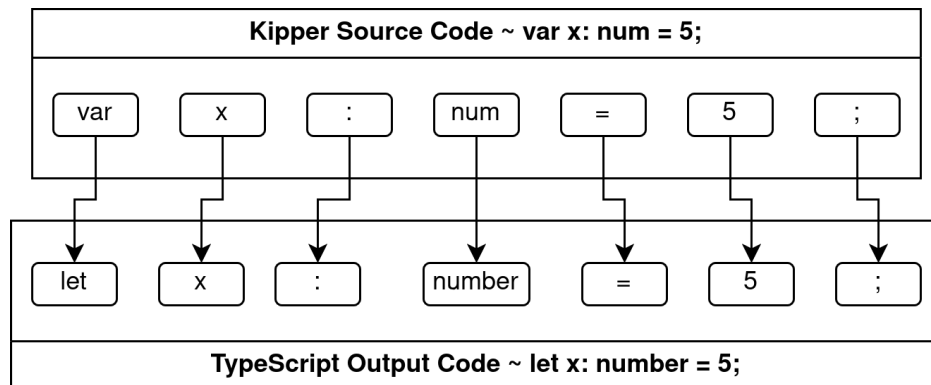 Kipper Source Code ~ var x: num = 5;
var x : num = 5 ;
let x : number = 5 ;
TypeScript Output Code ~ let x: number = 5;